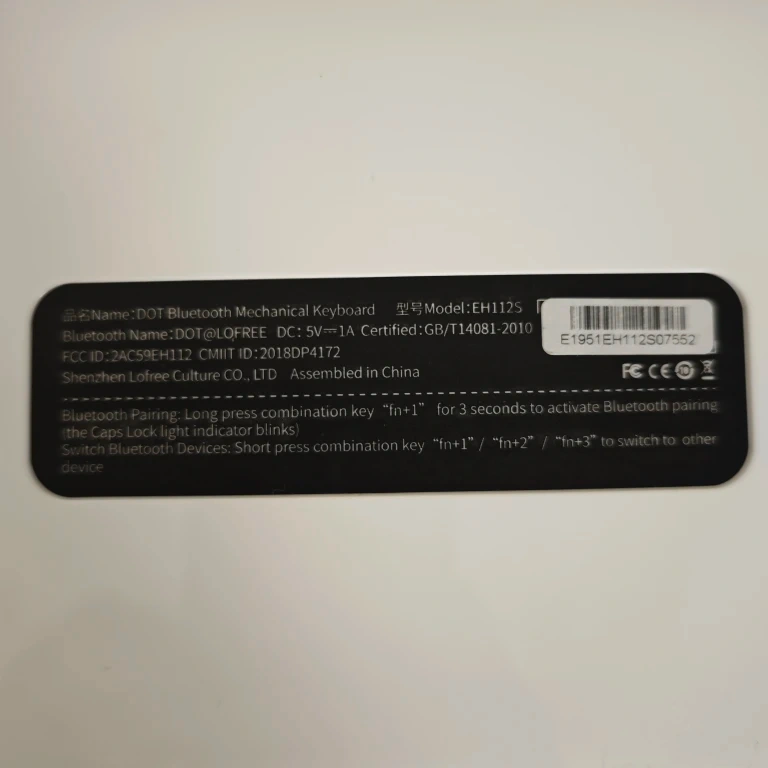 品名Name:DOT Bluetooth Mechanical Keyboard 型号Model:EH112S
Bluetooth Name:DOT@LOFREE DC: 5V⎓1A Certified:GB/T14081-2010
E1951EH112S07552
FCC ID:2AC59EH112 CMIIT ID:2018DP4172
Shenzhen Lofree Culture CO., LTD Assembled in China
FC CE 10
Bluetooth Pairing: Long press combination key “fn+1” for 3 seconds to activate Bluetooth pairing
(the Caps Lock light indicator blinks)
Switch Bluetooth Devices: Short press combination key “fn+1”/ “fn+2” / “fn+3” to switch to other
device